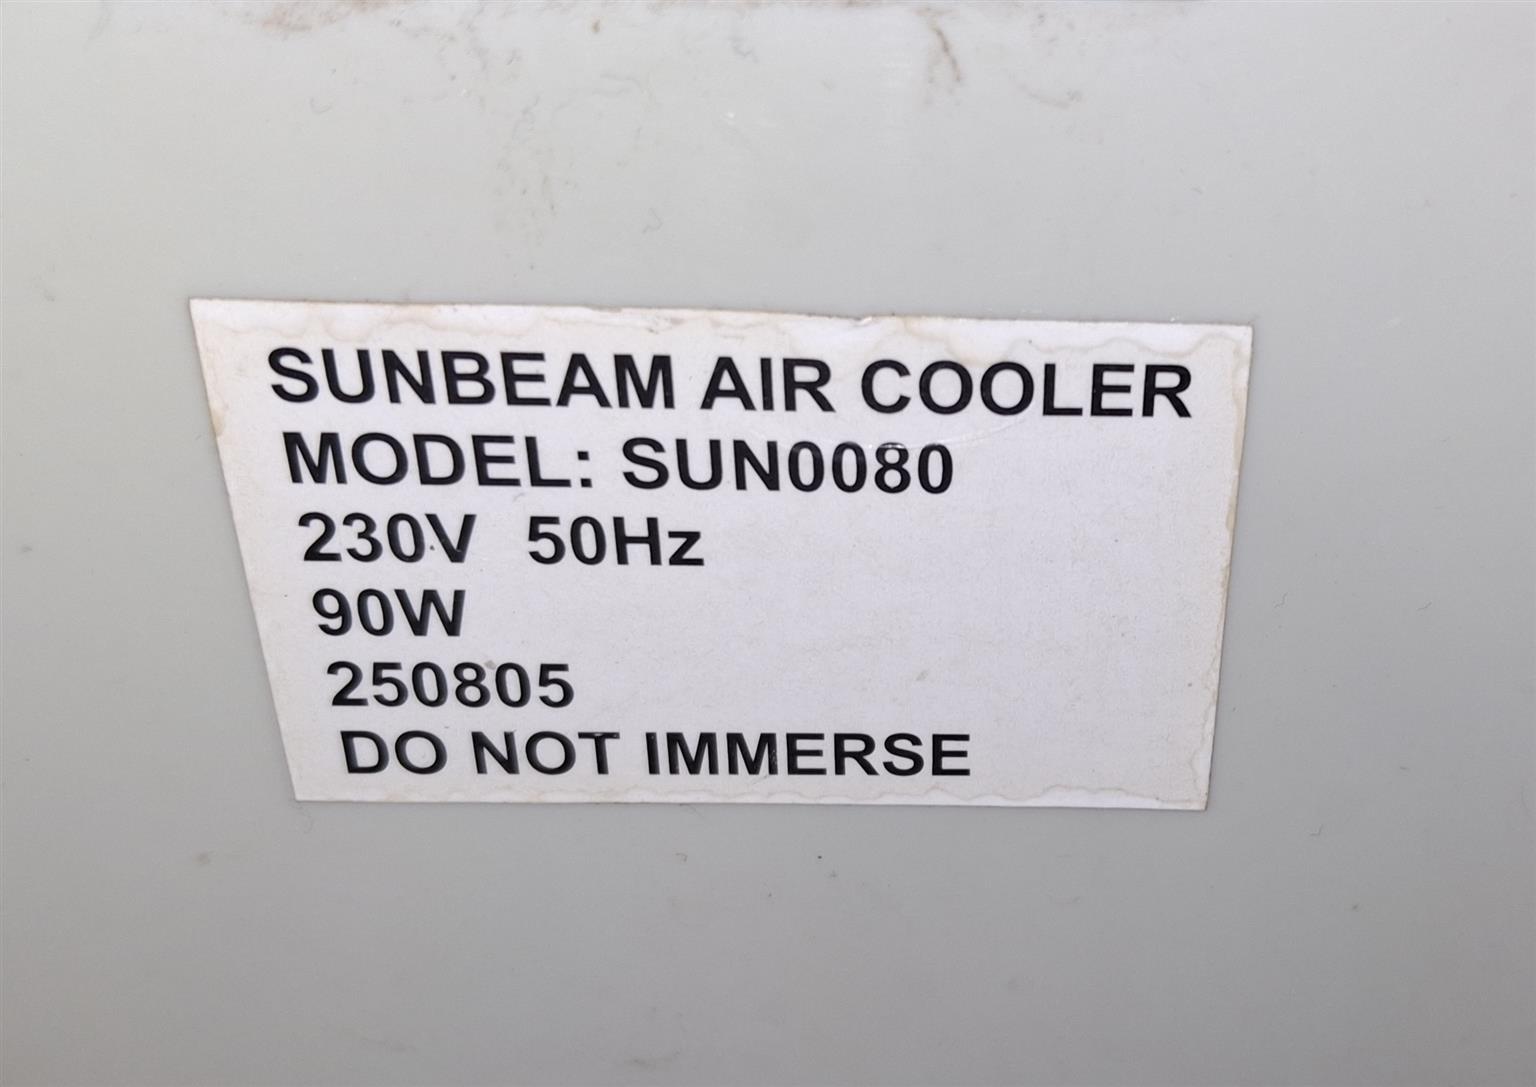 SUNBEAM AIR COOLER
MODEL: SUN0080
230V 50Hz
90W
250805
DO NOT IMMERSE